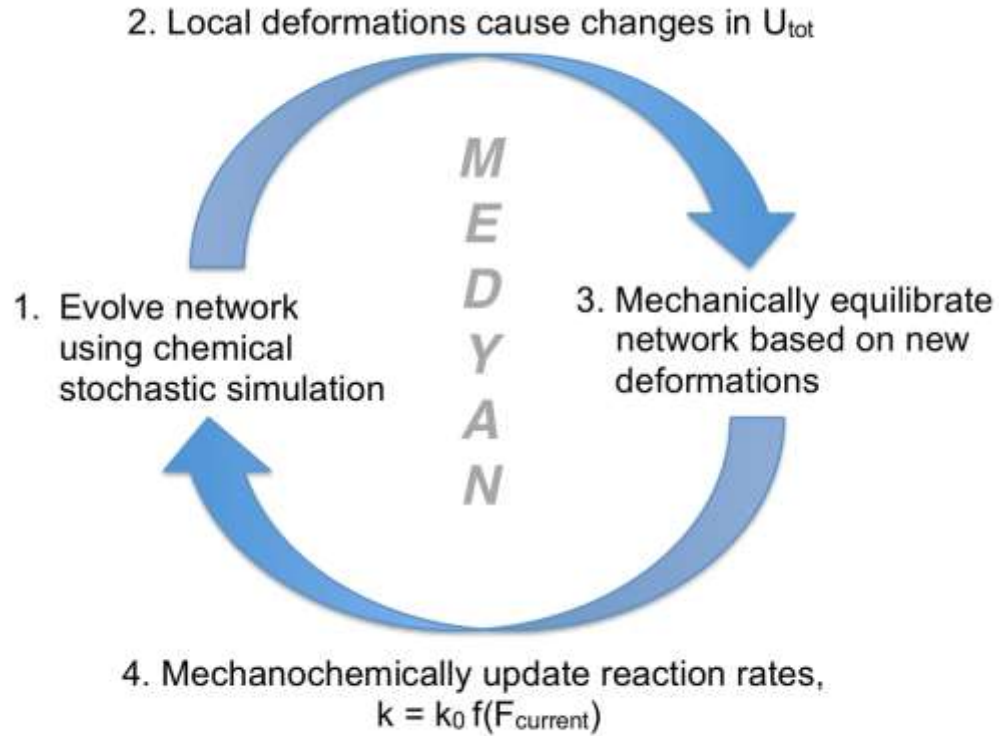 2. Local deformations cause changes in Utot
M
E
D
Y
A
N
1. Evolve network
using chemical
stochastic simulation
3. Mechanically equilibrate
network based on new
deformations
4. Mechanochemically update reaction rates,
k = k0 f(Fcurrent)